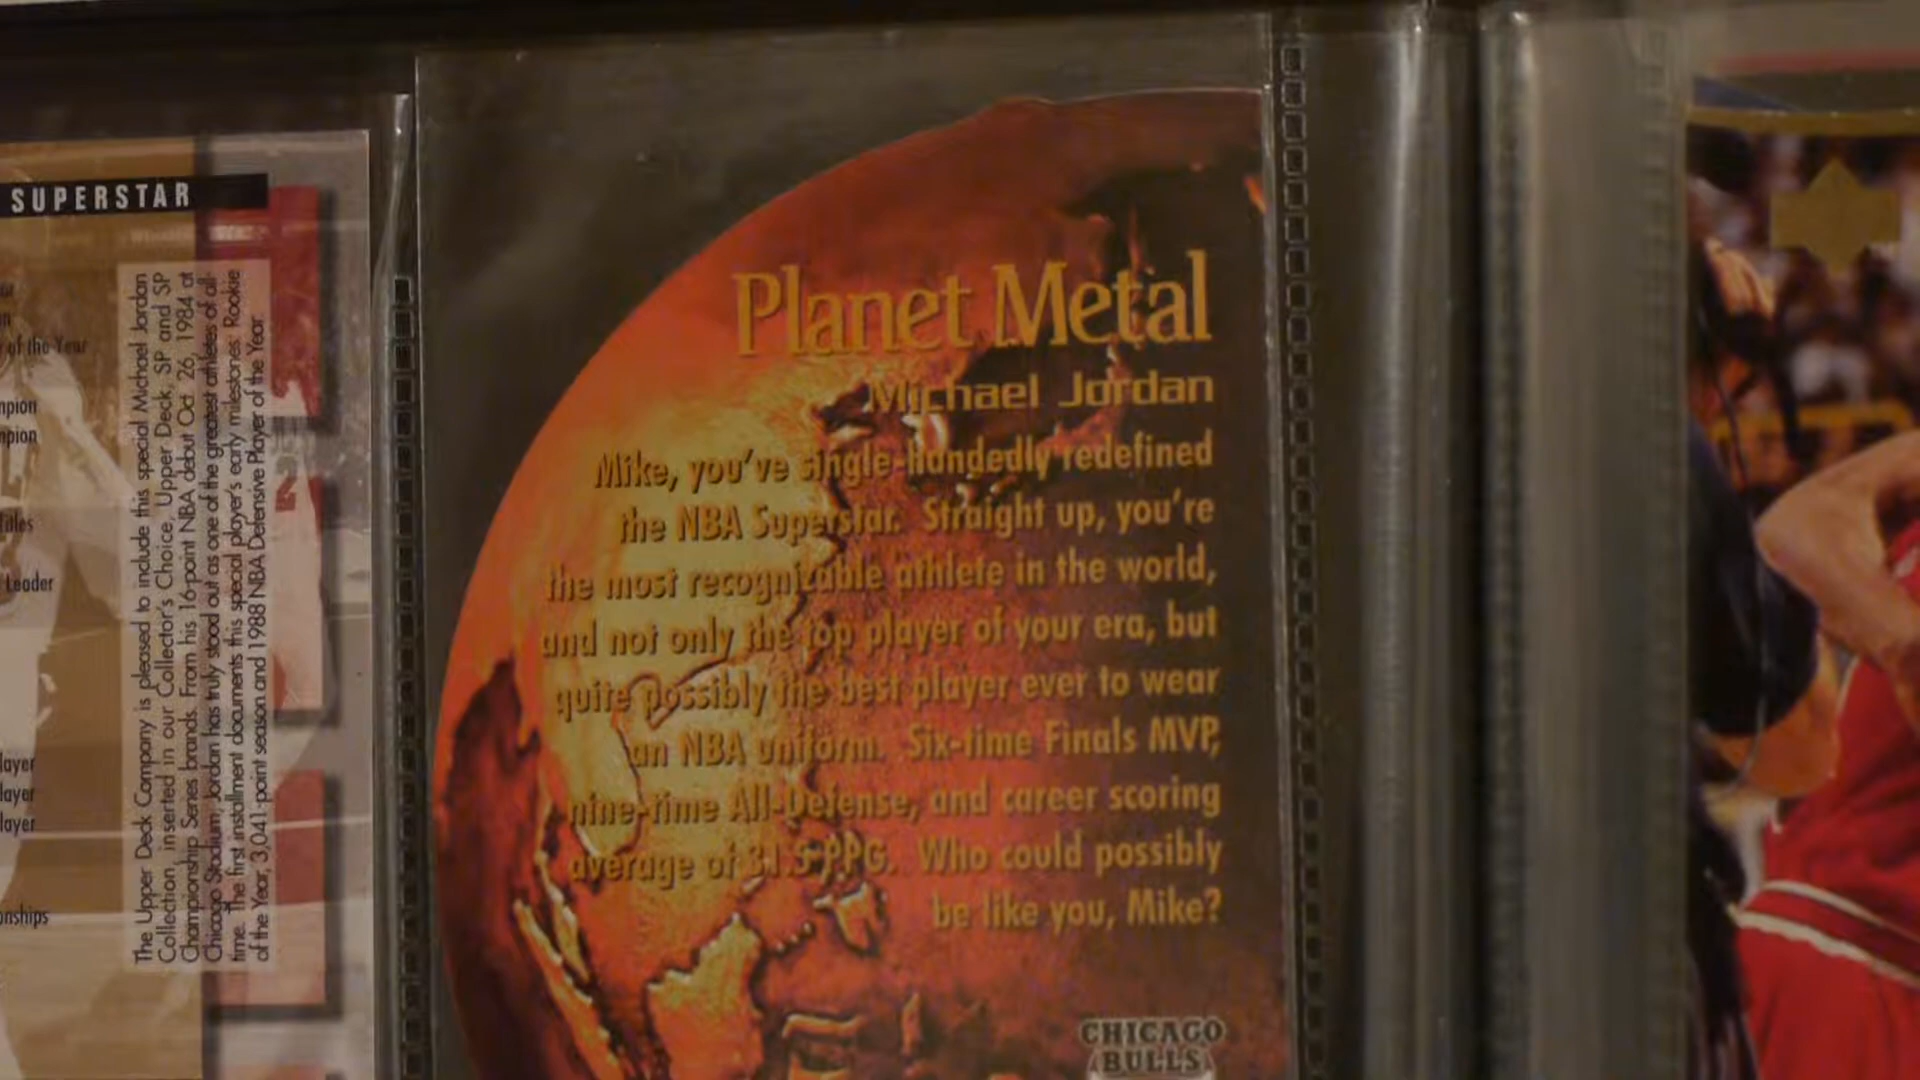 SUPERSTAR
of the Year
Leader
The Upper Deck Company is pleased to include this special Michael Jordan
Collection, inserted in our Collector's Choice, Upper Deck, SP and SP
Championship Series brands. From his 16-point NBA debut Oct. 26, 1984 at
Chicago Stadium, Jordan has truly stood out as one of the greatest athletes of all-
time. The first installment documents this special player's early milestones: Rookie
of the Year, 3,041-point season and 1988 NBA Defensive Player of the Year
Planet Metal
Michael Jordan
Mike, you've single-handedly redefined
the NBA Superstar. Straight up, you're
the most recognizable athlete in the world,
and not only the top player of your era, but
quite possibly the best player ever to wear
an NBA uniform. Six-time Finals MVP,
nine-time All-Defense, and career scoring
average of 31.5 PPG. Who could possibly
be like you, Mike?
CHICAGO
BULLS